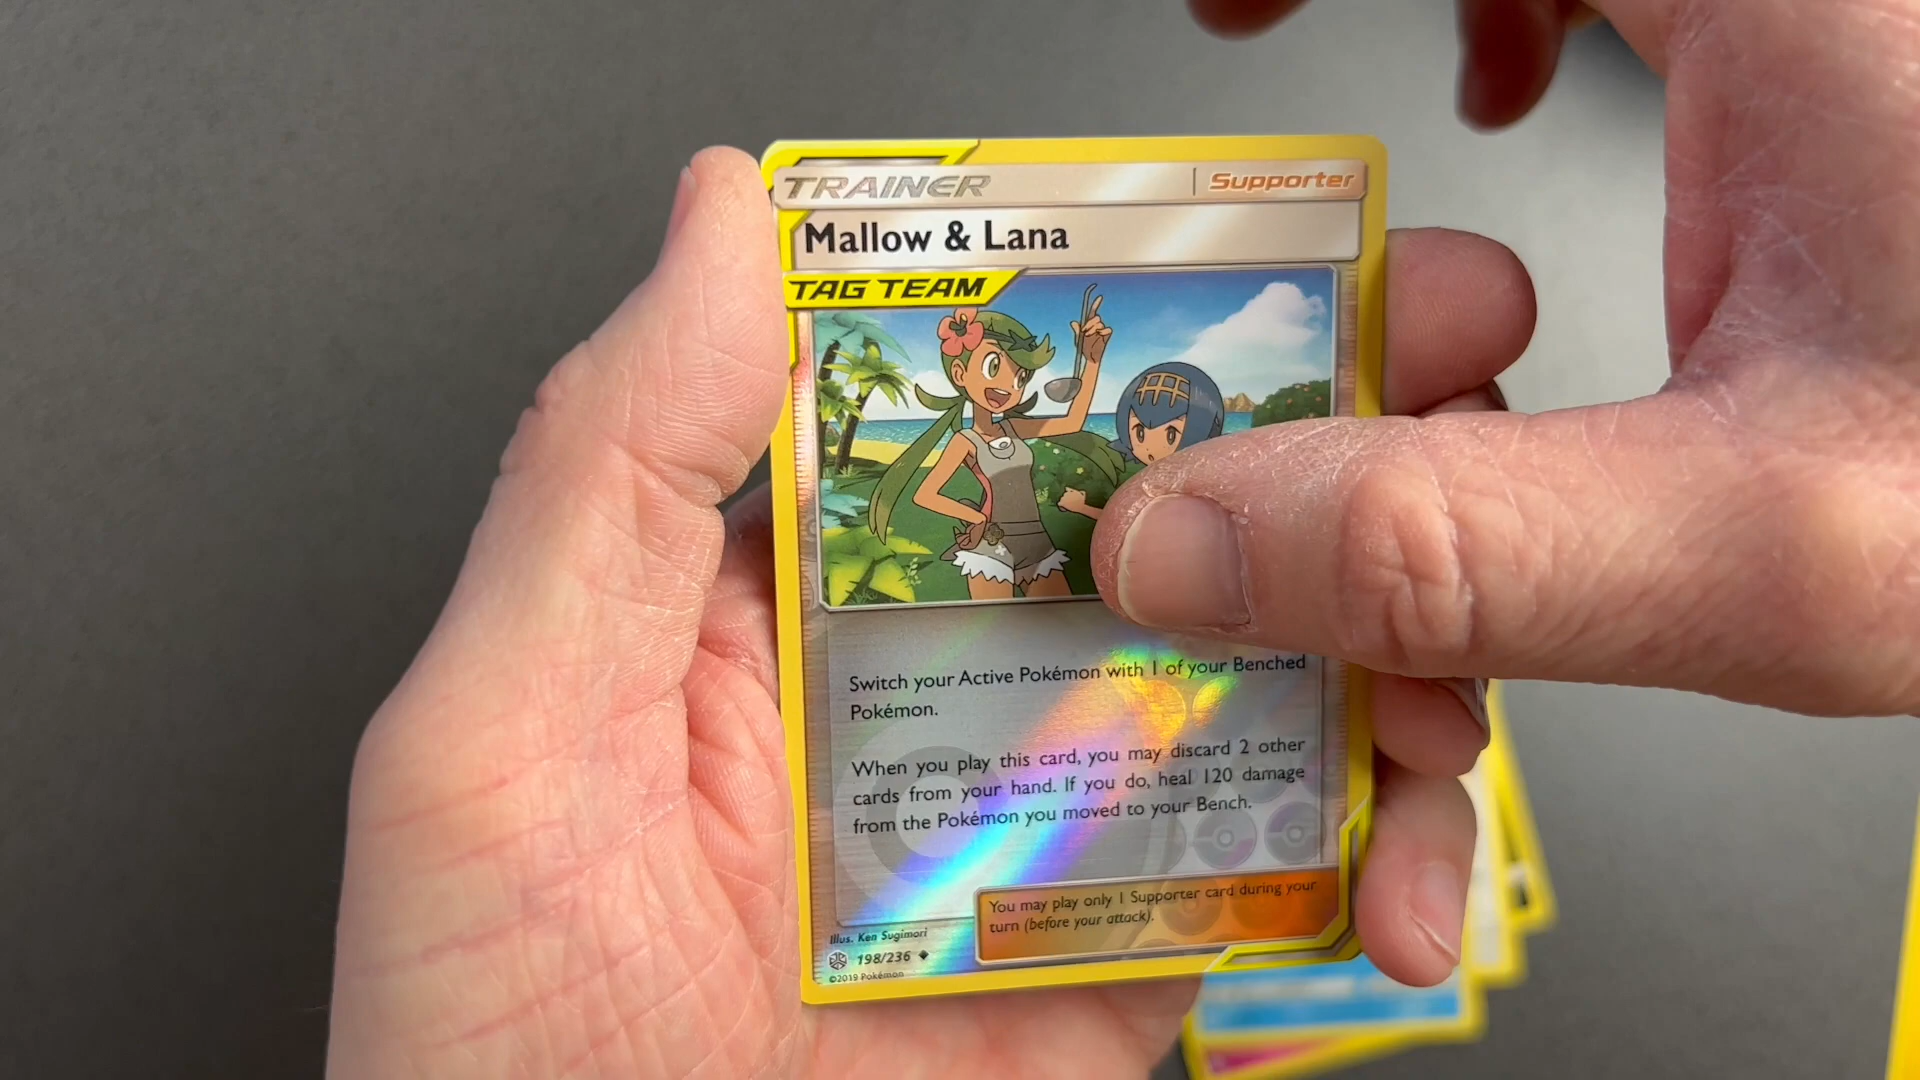 TRAINER
Supporter
Mallow & Lana
TAG TEAM
Switch your Active Pokémon with 1 of your Benched
Pokémon.
When you play this card, you may discard 2 other
cards from your hand. If you do, heal 120 damage
from the Pokémon you moved to your Bench.
You may play only 1 Supporter card during your
turn (before your attack).
Illus. Ken Sugimori
198/236
©2019 Pokémon